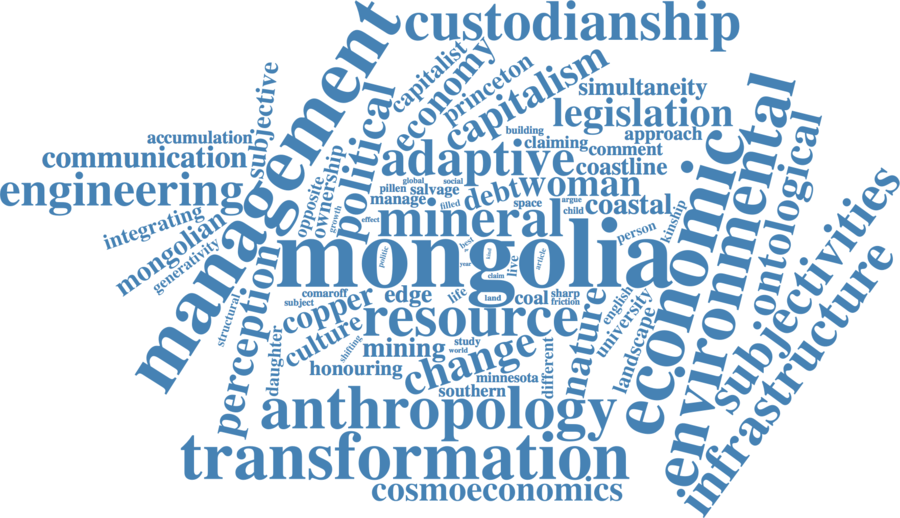 custodianship
management
capitalist
economy
princeton
capitalism
simultaneity
legislation
subjective
accumulation
communication
engineering
political
building
claiming
comment
approach
adaptive
coastline
environmental
economic
ontological
opposite
ownership
global
social
pillen
salvage
manage
debt
woman
growth
effect
filled
space
argue
child
coastal
kinship
person
integrating
mongolian
generativity
mineral
mongolia
politic
best
kind
year
claim
live
article
perception
structural
subject
comaroff
copper
edge
life
land
coal
sharp
friction
english
university
landscape
subjectivities
infrastructure
culture
shifting
resource
nature
daughter
mining
study
world
change
different
honouring
minnesota
southern
anthropology
transformation
cosmoeconomics